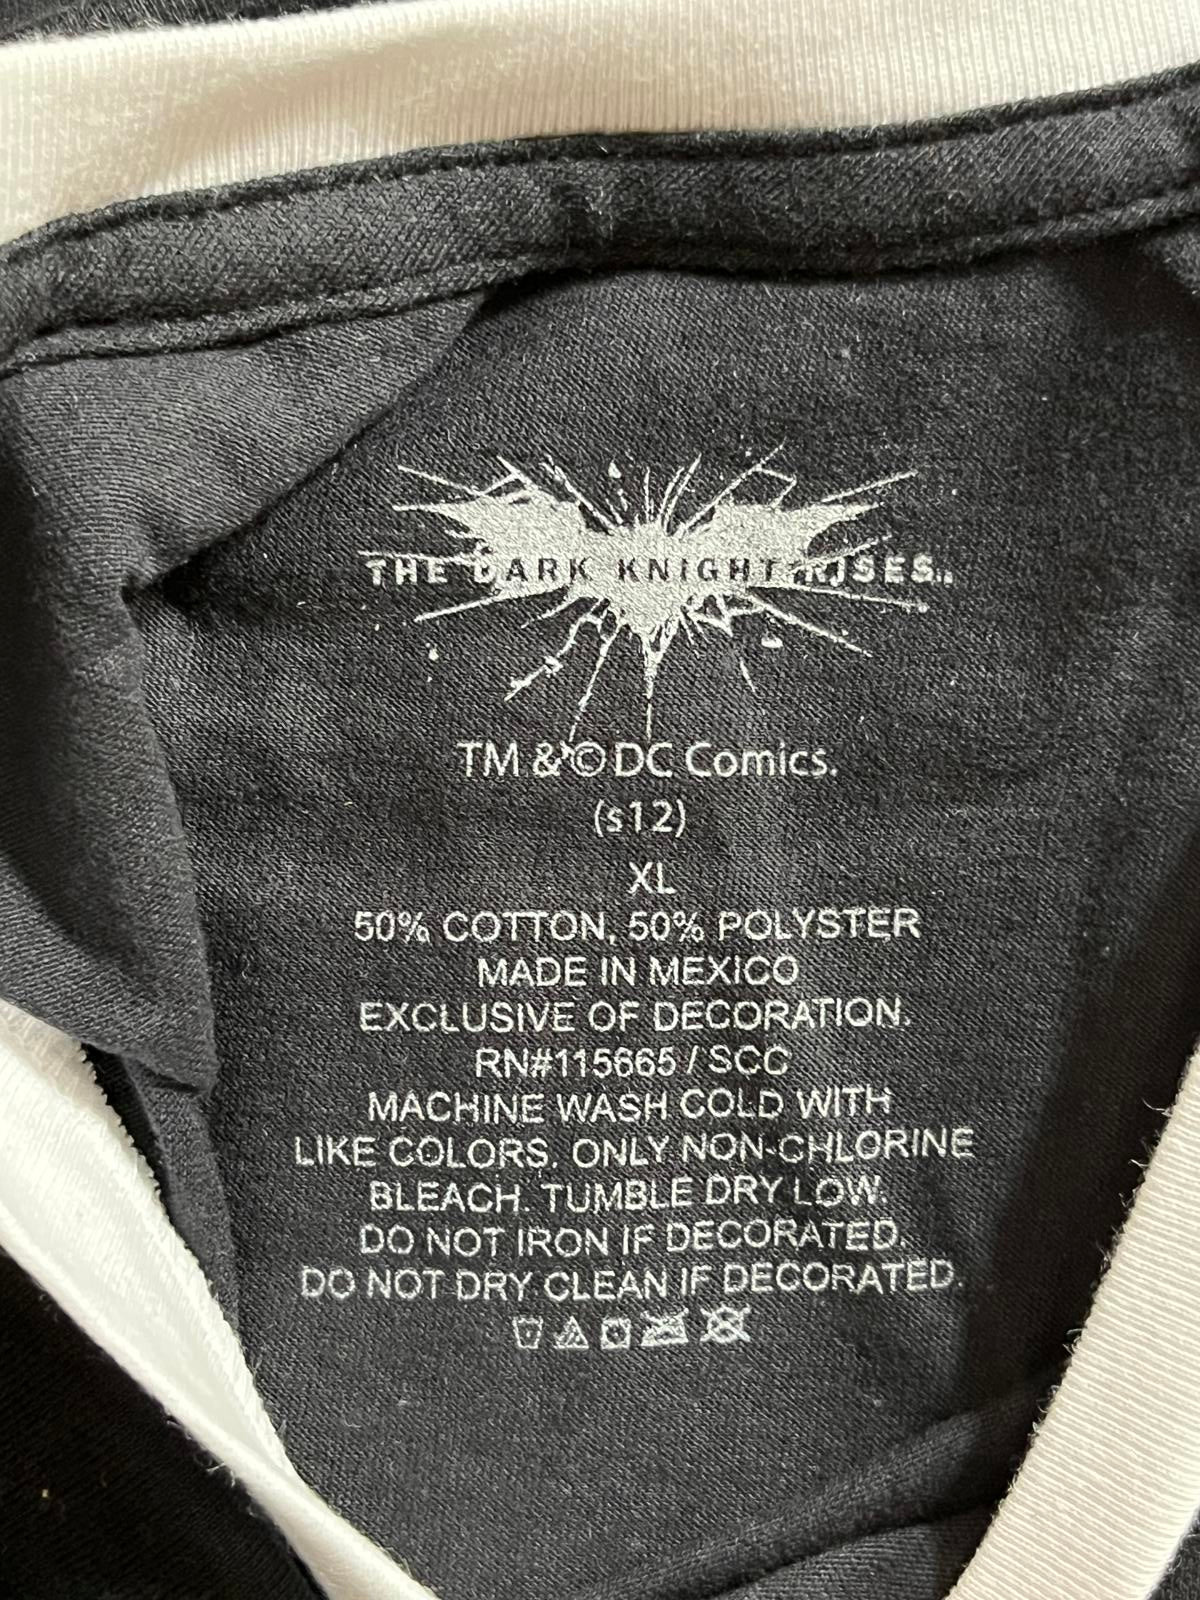 THE DARK KNIGHT RISES™
TM & © DC Comics.
(s12)
XL
50% COTTON, 50% POLYSTER
MADE IN MEXICO
EXCLUSIVE OF DECORATION.
RN#115665 / SCC
MACHINE WASH COLD WITH
LIKE COLORS. ONLY NON-CHLORINE
BLEACH. TUMBLE DRY LOW.
DO NOT IRON IF DECORATED.
DO NOT DRY CLEAN IF DECORATED.